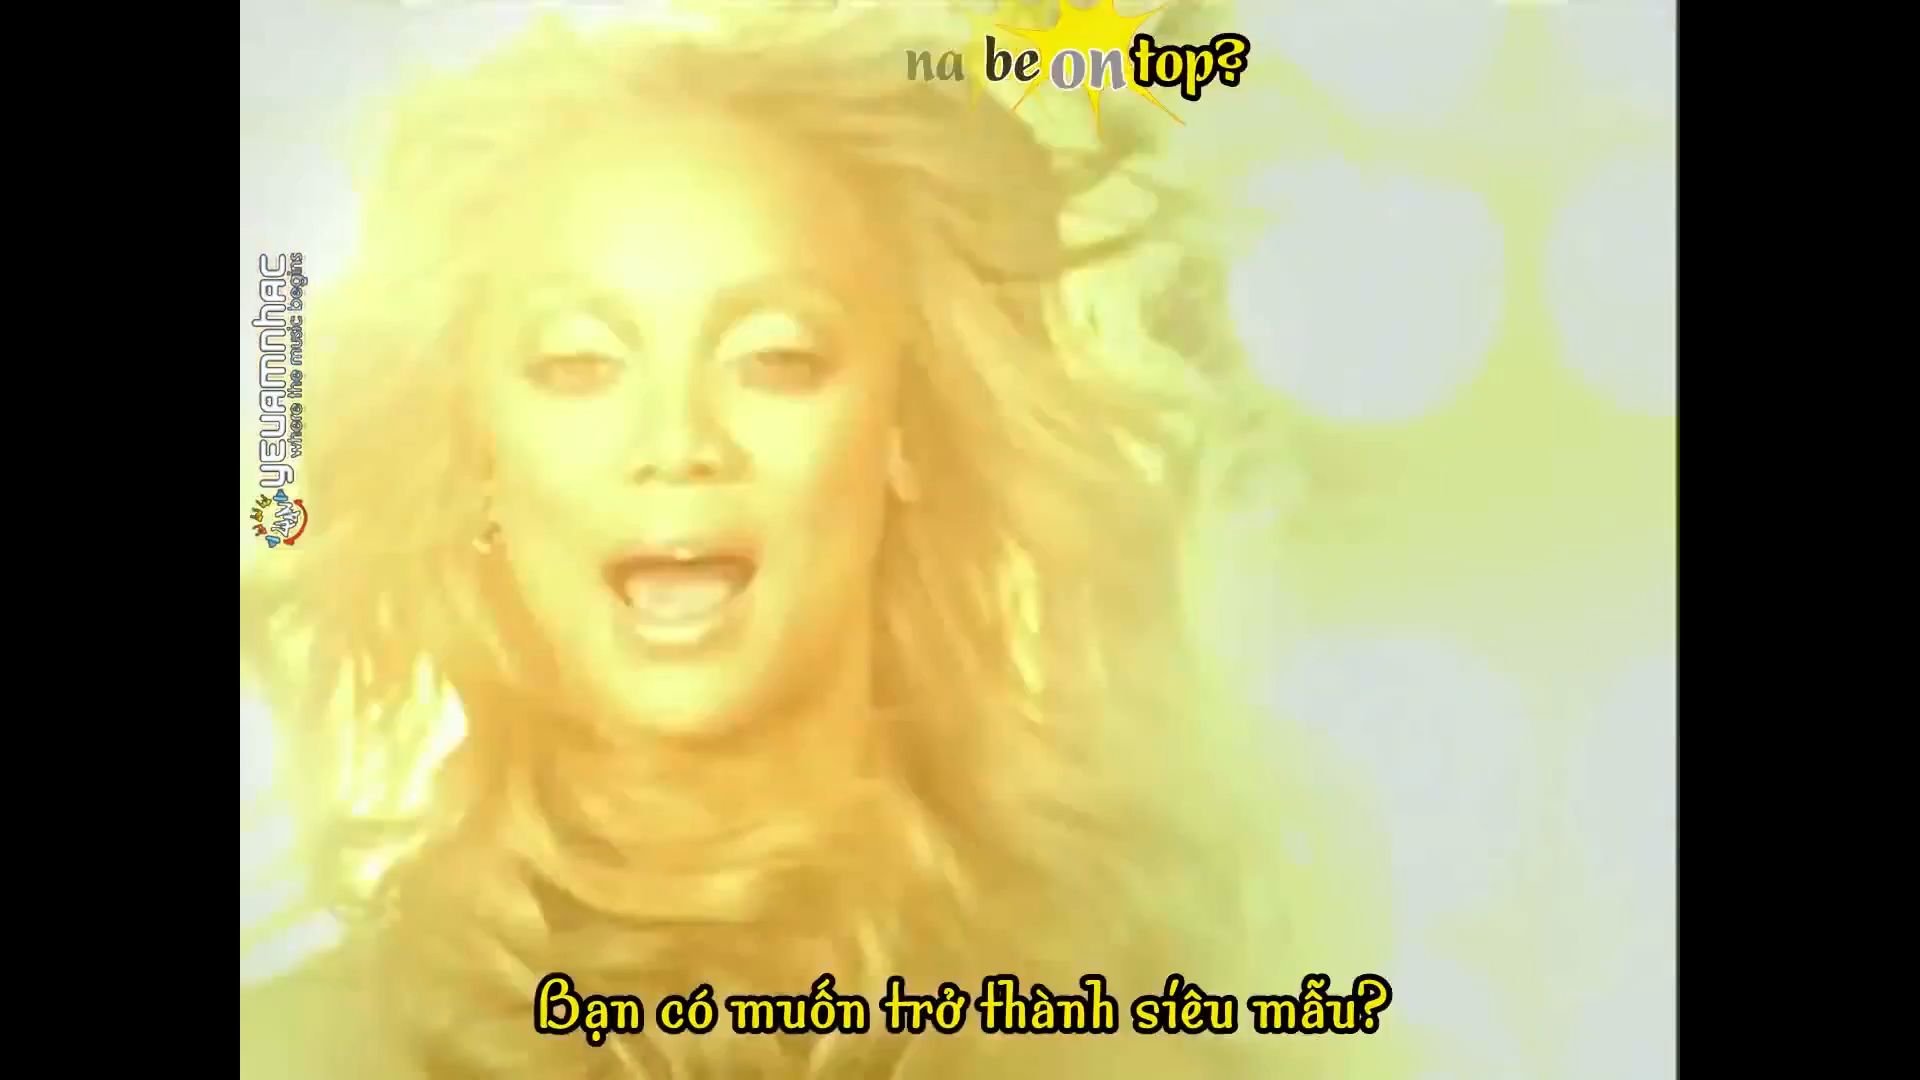 na be on top?
YEUAMNHAC
where the music begins
Bạn có muốn trở thành siêu mẫu?